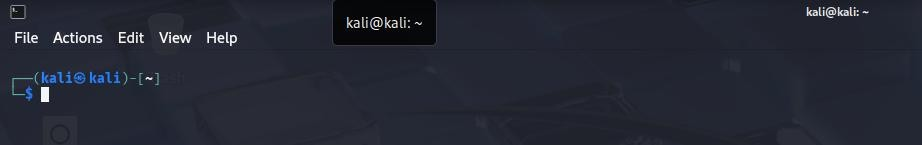 kali@kali: ~
kali@kali: ~
File Actions Edit View Help
┌──(kali㉿kali)-[~]
└─$